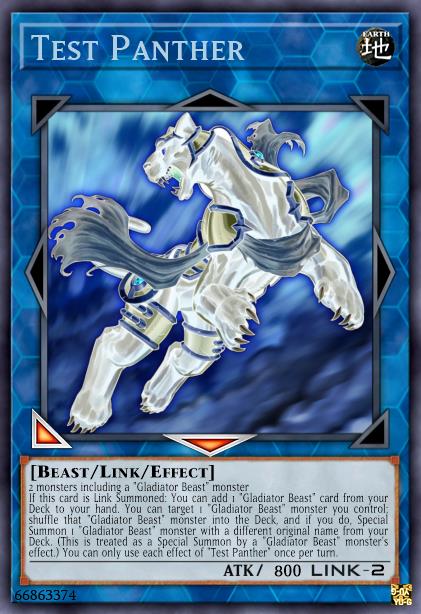 TEST PANTHER
EARTH
地
[BEAST/LINK/EFFECT]
2 monsters including a "Gladiator Beast" monster
If this card is Link Summoned: You can add 1 "Gladiator Beast" card from your
Deck to your hand. You can target 1 "Gladiator Beast" monster you control;
shuffle that "Gladiator Beast" monster into the Deck, and if you do, Special
Summon 1 "Gladiator Beast" monster with a different original name from your
Deck. (This is treated as a Special Summon by a "Gladiator Beast" monster's
effect.) You can only use each effect of "Test Panther" once per turn.
ATK/ 800 LINK-2
66863374